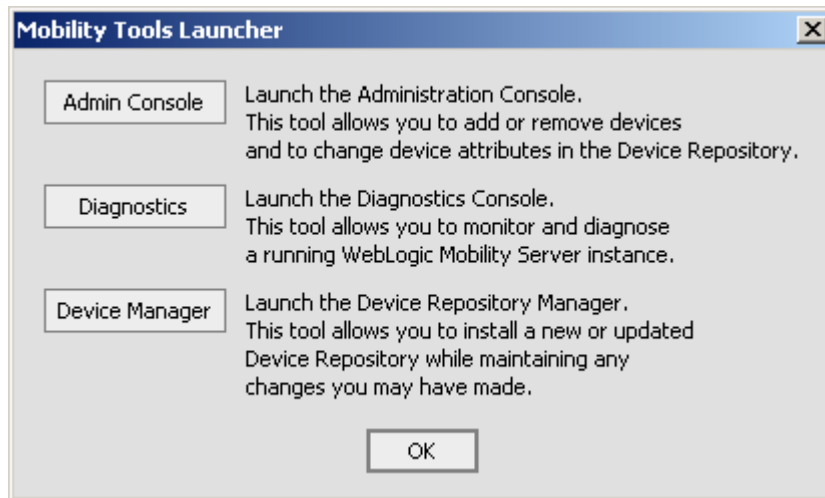 Mobility Tools Launcher
Admin Console
Launch the Administration Console.
This tool allows you to add or remove devices
and to change device attributes in the Device Repository.
Diagnostics
Launch the Diagnostics Console.
This tool allows you to monitor and diagnose
a running WebLogic Mobility Server instance.
Device Manager
Launch the Device Repository Manager.
This tool allows you to install a new or updated
Device Repository while maintaining any
changes you may have made.
OK